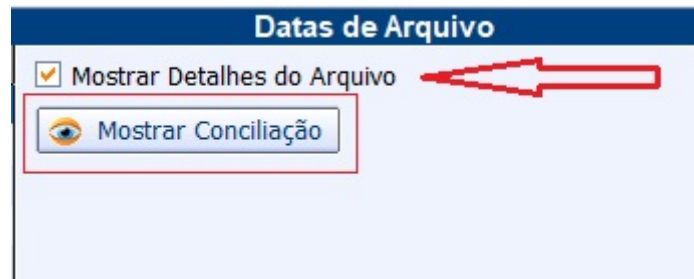 Datas de Arquivo
Mostrar Detalhes do Arquivo
Mostrar Conciliação